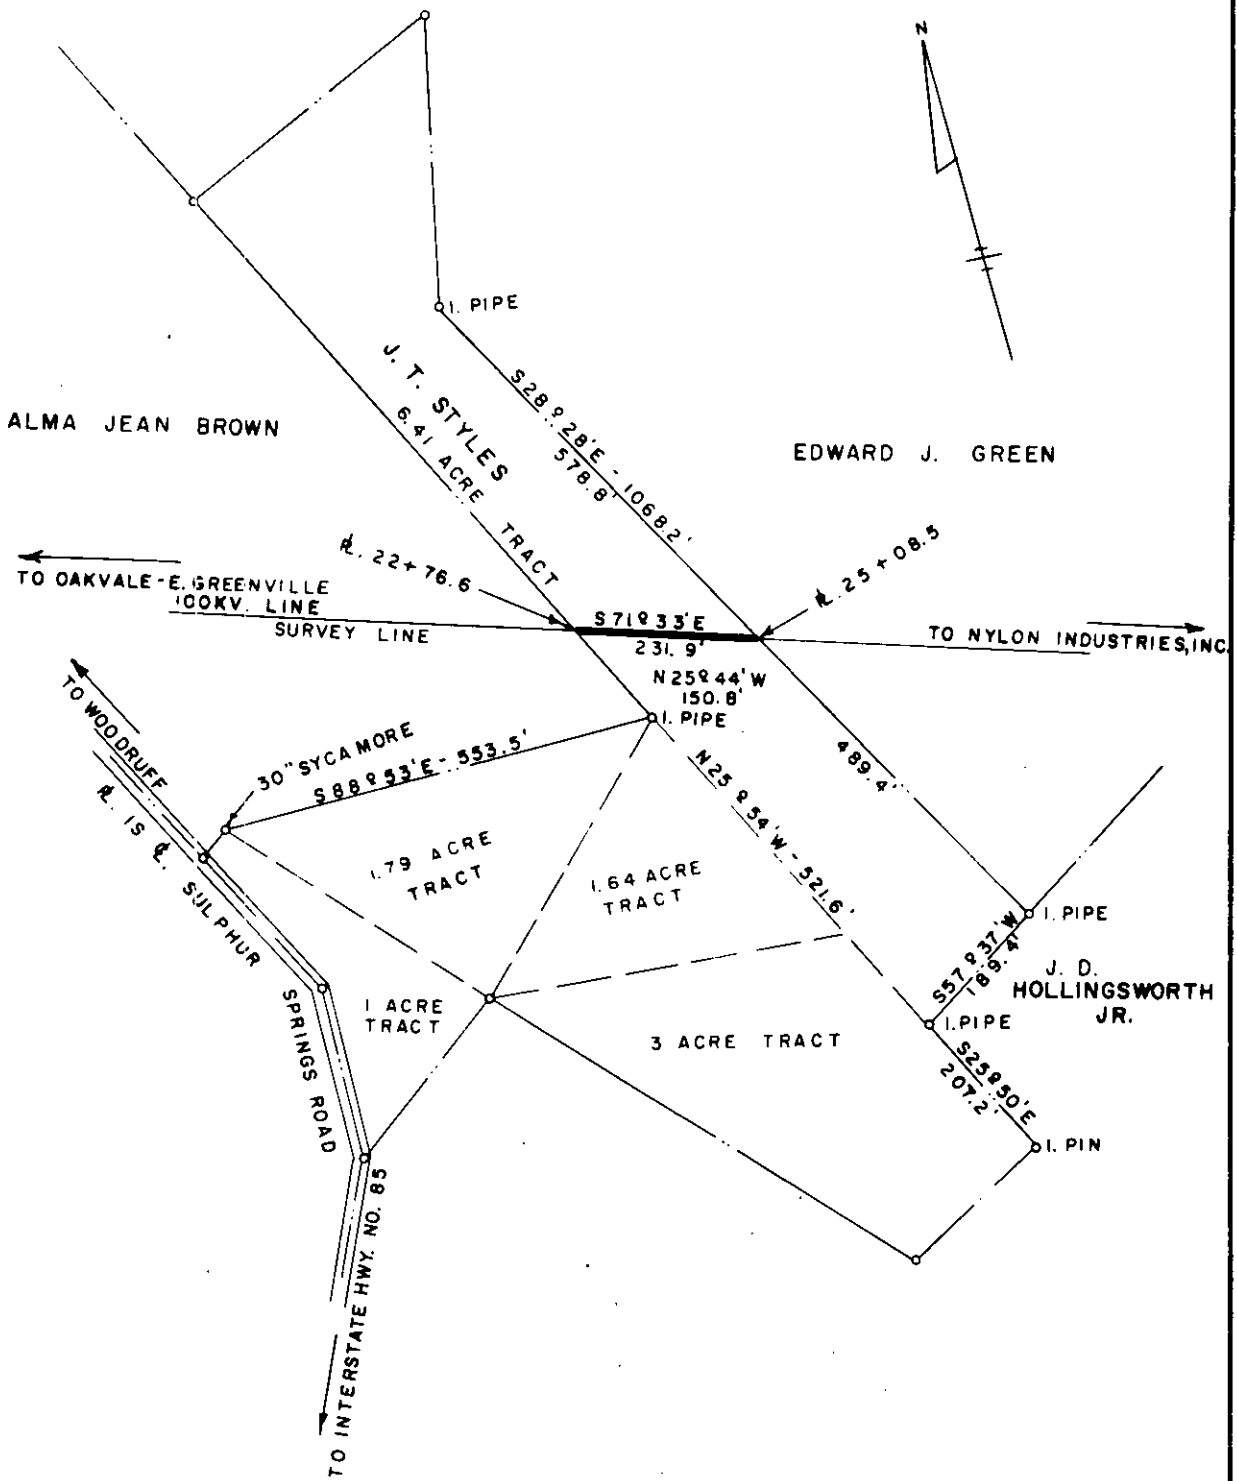 N
I. PIPE
J. T. STYLES
6.41 ACRE TRACT
S28°28'E - 1068.2'
578.8'
ALMA JEAN BROWN
EDWARD J. GREEN
℄. 22+76.6
℄. 25+08.5
TO OAKVALE-E. GREENVILLE
100KV. LINE
SURVEY LINE
S71°33'E
231.9'
TO NYLON INDUSTRIES, INC.
N25°44'W
150.8'
I. PIPE
TO WOODRUFF
30" SYCAMORE
S88°53'E - 553.5'
489.4'
N25°54'W - 521.6'
℄. IS ℄. SULPHUR
SPRINGS ROAD
1.79 ACRE
TRACT
1.64 ACRE
TRACT
I. PIPE
S57°37'W
189.4'
J. D.
HOLLINGSWORTH
JR.
1 ACRE
TRACT
I. PIPE
3 ACRE TRACT
S25°50'E
207.2'
I. PIN
TO INTERSTATE HWY. NO. 85